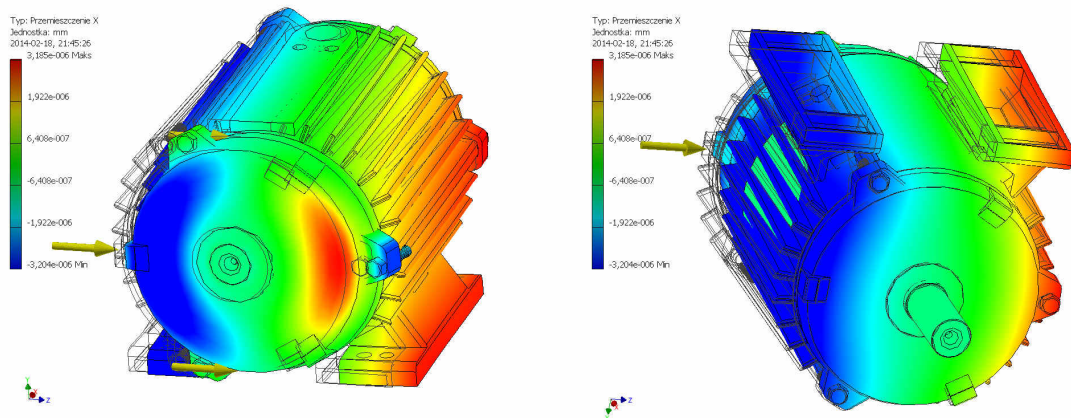 Typ: Przemieszczenie X
Jednostka: mm
2014-02-18, 21:45:26
3,185e-006 Maks
1,922e-006
6,408e-007
-6,408e-007
-1,922e-006
-3,204e-006 Min
Y
X
Z
Typ: Przemieszczenie X
Jednostka: mm
2014-02-18, 21:45:26
3,185e-006 Maks
1,922e-006
6,408e-007
-6,408e-007
-1,922e-006
-3,204e-006 Min
Z
X
Y